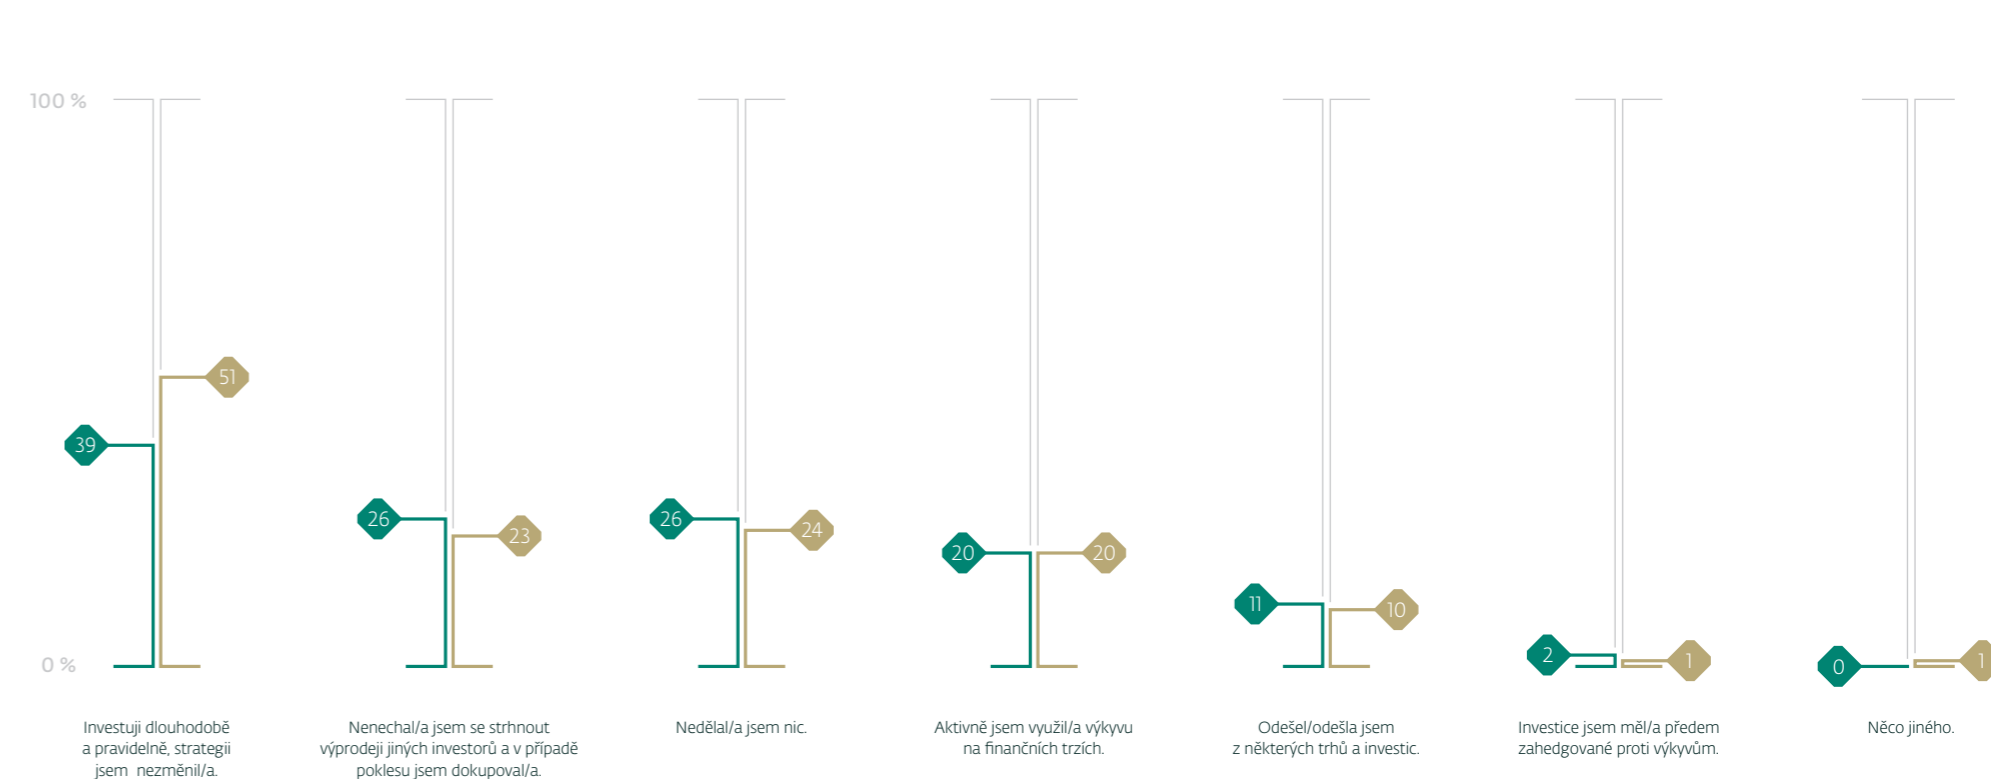 100 %
51
39
26
23
26
24
20
20
11
10
2
1
0
1
0 %
Investuji dlouhodobě
a pravidelně, strategii
jsem nezměnil/a.
Nenechal/a jsem se strhnout
výprodeji jiných investorů a v případě
poklesu jsem dokupoval/a.
Nedělal/a jsem nic.
Aktivně jsem využil/a výkyvu
na finančních trzích.
Odešel/odešla jsem
z některých trhů a investic.
Investice jsem měl/a předem
zahedgované proti výkyvům.
Něco jiného.